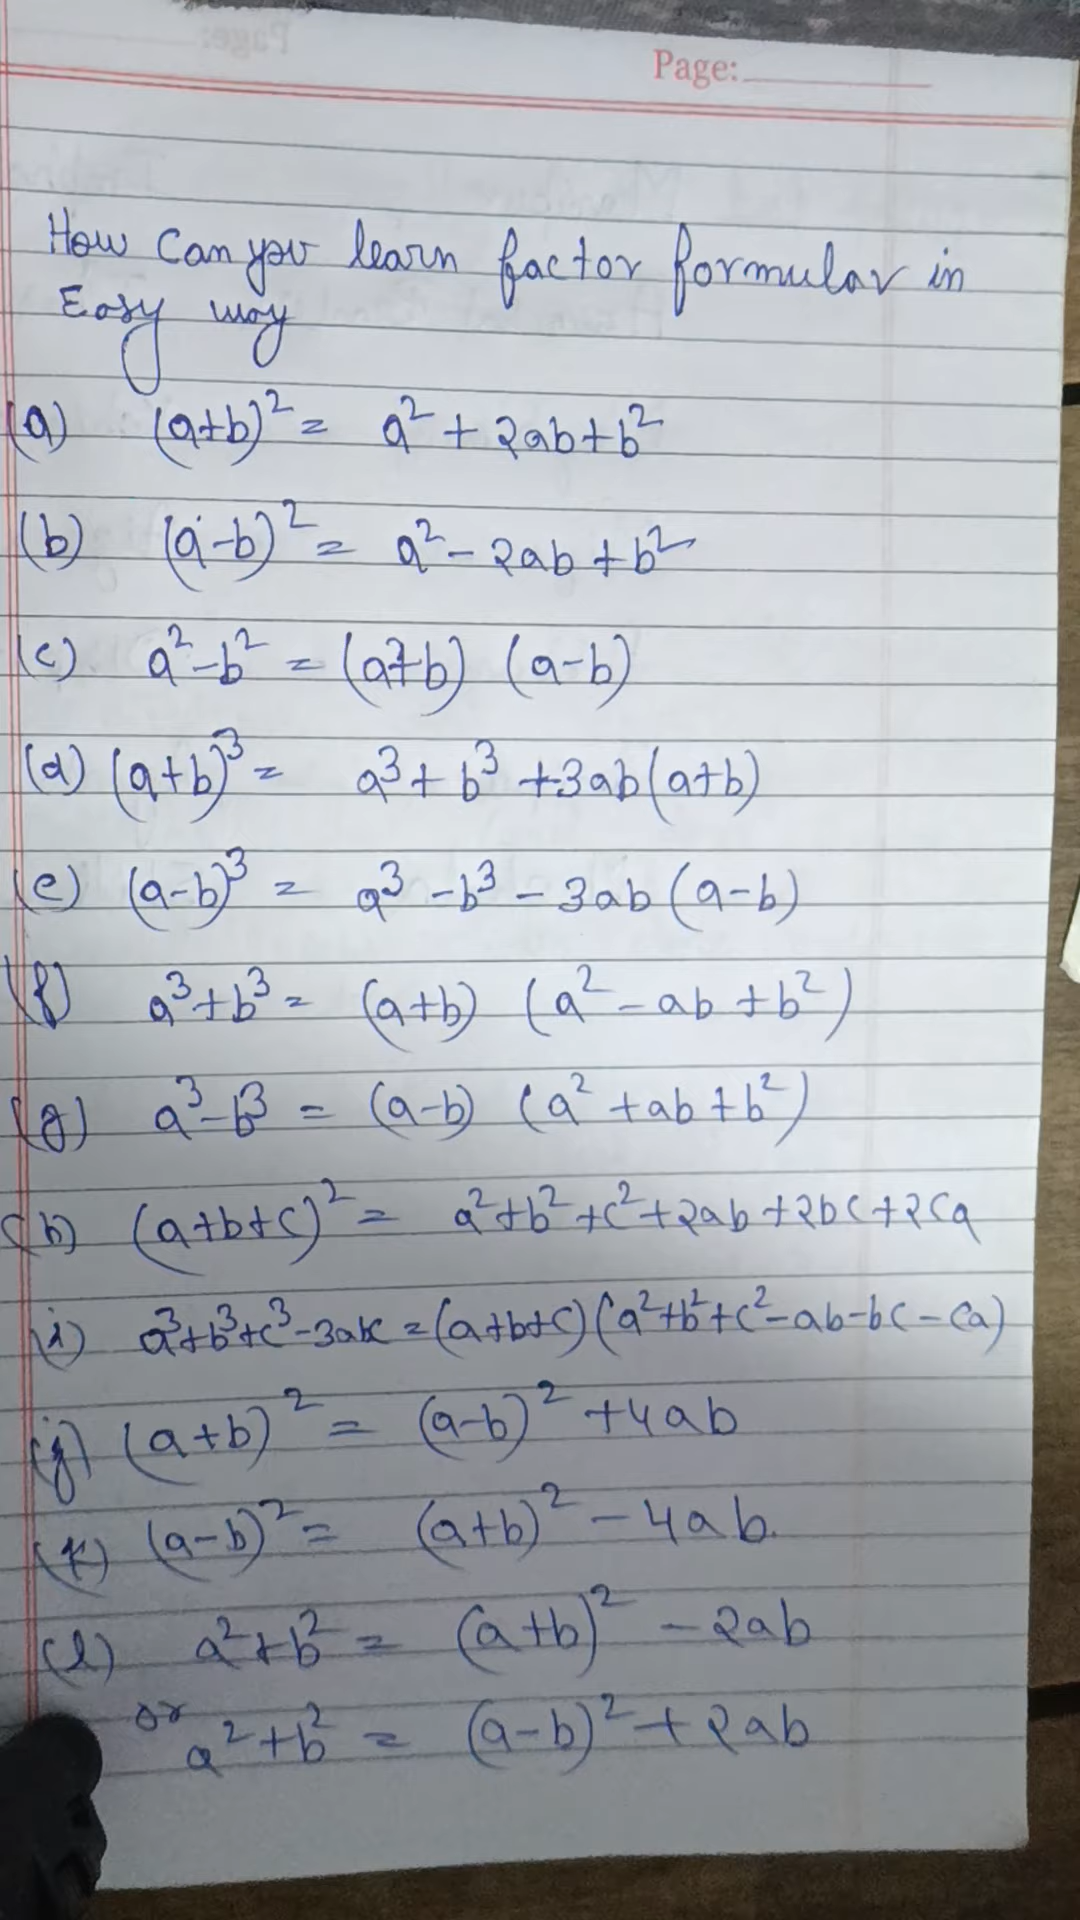 Page:
How Can you learn factor formular in
Easy way
(a) (a+b)² = a² + 2ab + b²
(b) (a-b)² = a² - 2ab + b²
(c) a² - b² = (a+b) (a-b)
(d) (a+b)³ = a³ + b³ + 3ab(a+b)
(e) (a-b)³ = a³ - b³ - 3ab (a-b)
(f) a³+b³ = (a+b) (a² - ab + b²)
(g) a³-b³ = (a-b) (a² + ab + b²)
(h) (a+b+c)² = a²+b²+c²+2ab+2bc+2ca
(i) a³+b³+c³-3abc = (a+b+c)(a²+b²+c²-ab-bc-ca)
(j) (a+b)² = (a-b)² + 4ab
(k) (a-b)² = (a+b)² - 4ab.
(l) a²+b² = (a+b)² - 2ab
or a²+b² = (a-b)² + 2ab